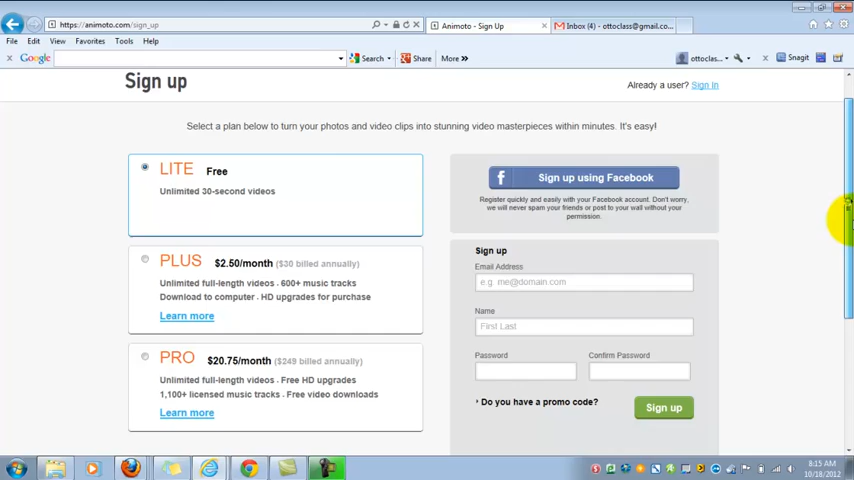 https://animoto.com/sign_up
Animoto - Sign Up
Inbox (4) - ottoclass@gmail.co...
File Edit View Favorites Tools Help
Google Search Share More »
ottoclas... Snagit
Sign up
Already a user? Sign In
Select a plan below to turn your photos and video clips into stunning video masterpieces within minutes. It's easy!
LITE Free
Unlimited 30-second videos
PLUS $2.50/month ($30 billed annually)
Unlimited full-length videos . 600+ music tracks
Download to computer . HD upgrades for purchase
Learn more
PRO $20.75/month ($249 billed annually)
Unlimited full-length videos . Free HD upgrades
1,100+ licensed music tracks . Free video downloads
Learn more
f Sign up using Facebook
Register quickly and easily with your Facebook account. Don't worry,
we will never spam your friends or post to your wall without your
permission.
Sign up
Email Address
e.g me@domain.com
Name
First Last
Password Confirm Password
Do you have a promo code?
Sign up
8:15 AM
10/18/2012